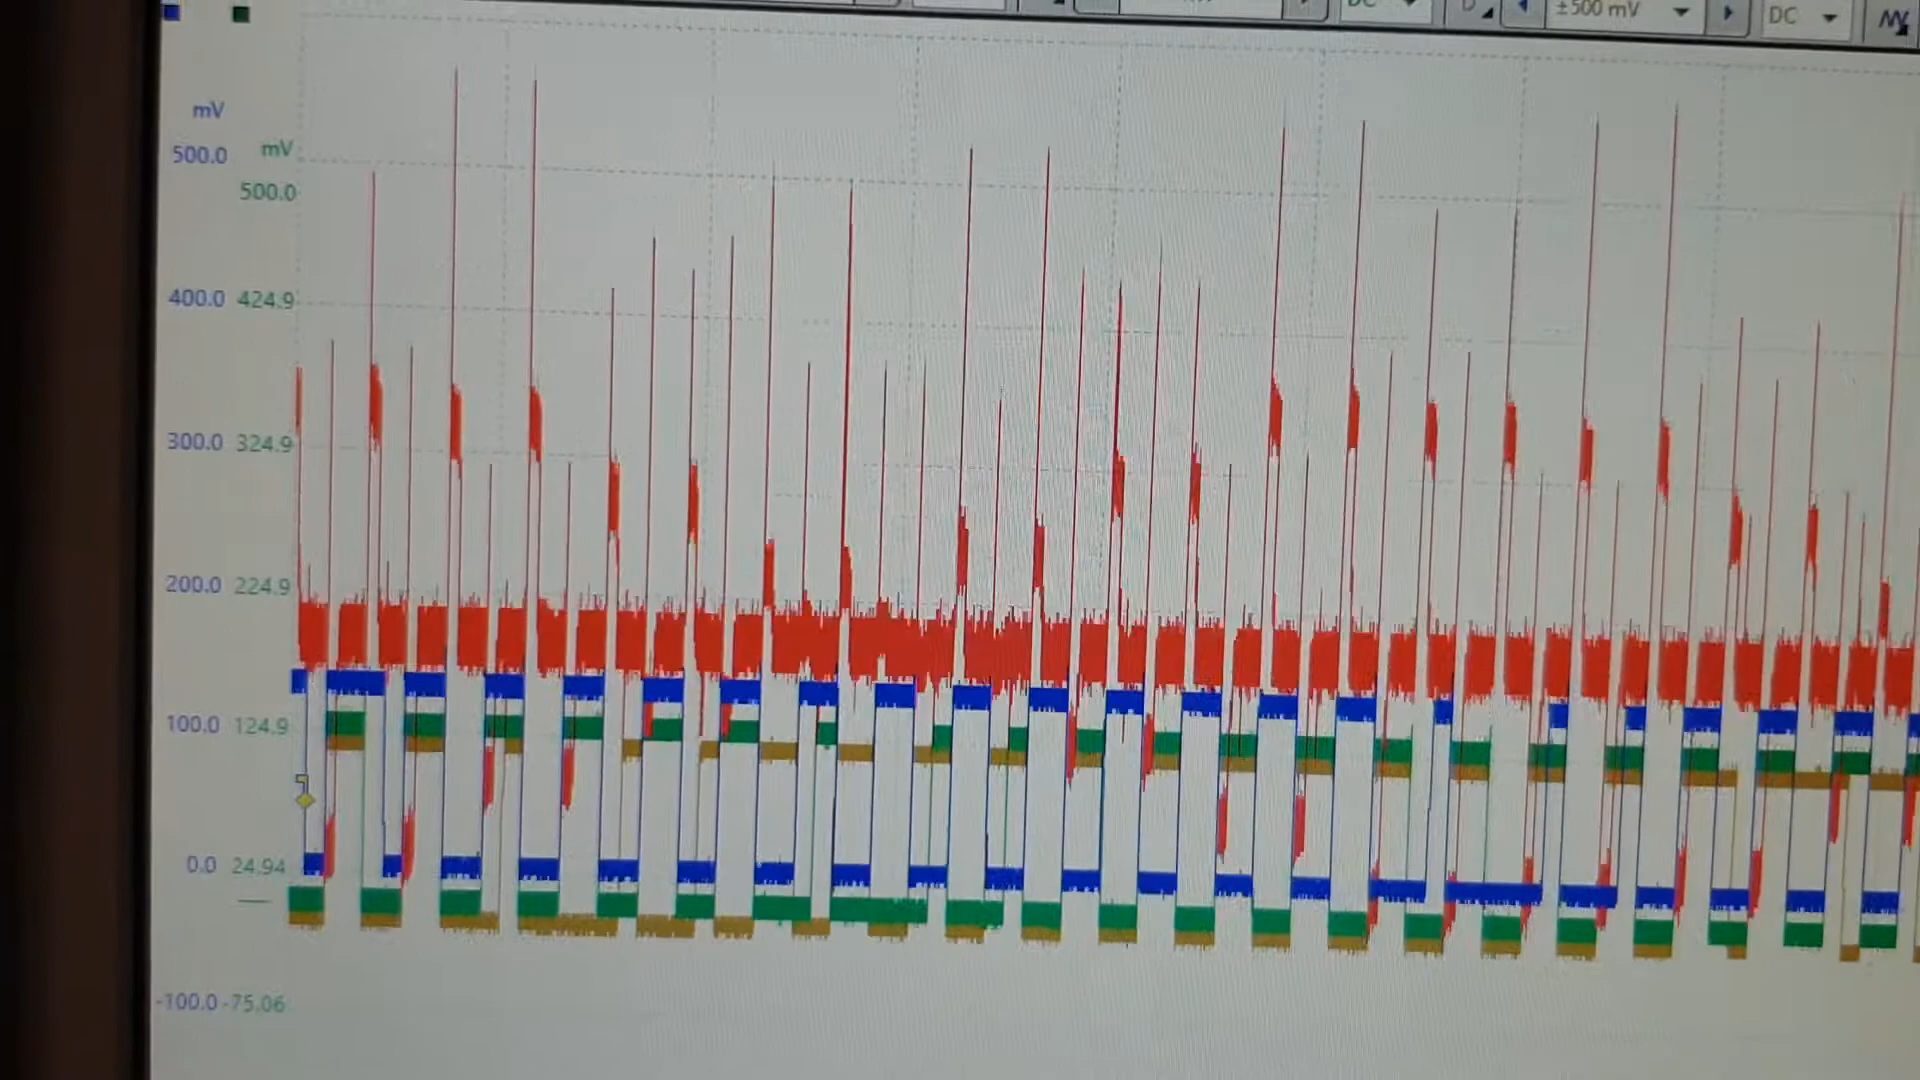 DC
±500 mV
DC
mV
500.0
mV
500.0
400.0 424.9
300.0 324.9
200.0 224.9
100.0 124.9
0.0 24.94
-100.0 -75.06